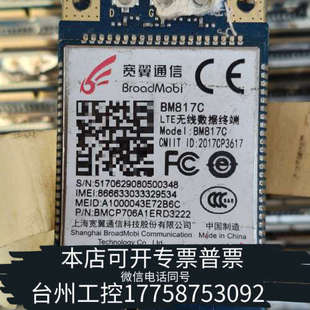 宽翼通信
BroadMobi
CE
BM817C
LTE无线数据终端
Model:BM817C
CMIIT ID:2017CP3617
SN:5170629080500348
IMEI:866633033329534
MEID:A1000043E72B6C
P/N:BMCP706A1ERD3222
上海宽翼通信科技股份有限公司
中国制造
Shanghai BroadMobi Communication
Made in China
Technology Co., Ltd
本店可开专票普票
微信电话同号
台州工控17758753092